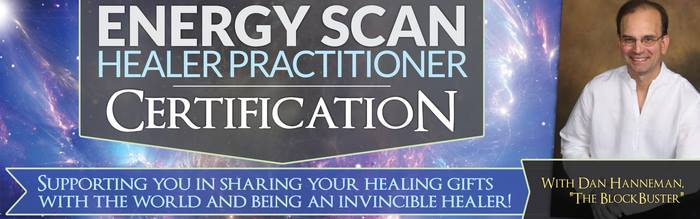 ENERGY SCAN
HEALER PRACTITIONER
CERTIFICATION
SUPPORTING YOU IN SHARING YOUR HEALING GIFTS
WITH THE WORLD AND BEING AN INVINCIBLE HEALER!
WITH DAN HANNEMAN,
"THE BLOCKBUSTER"